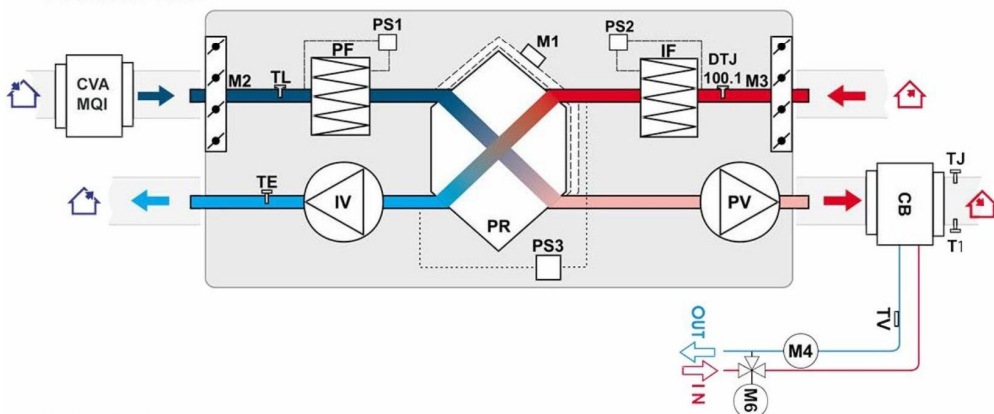 PS1
PS2
M1
PF
IF
CVA
MQI
M2
TL
DTJ
100.1
M3
TE
IV
PR
PV
CB
TJ
T1
PS3
TV
OUT
M4
IN
M6